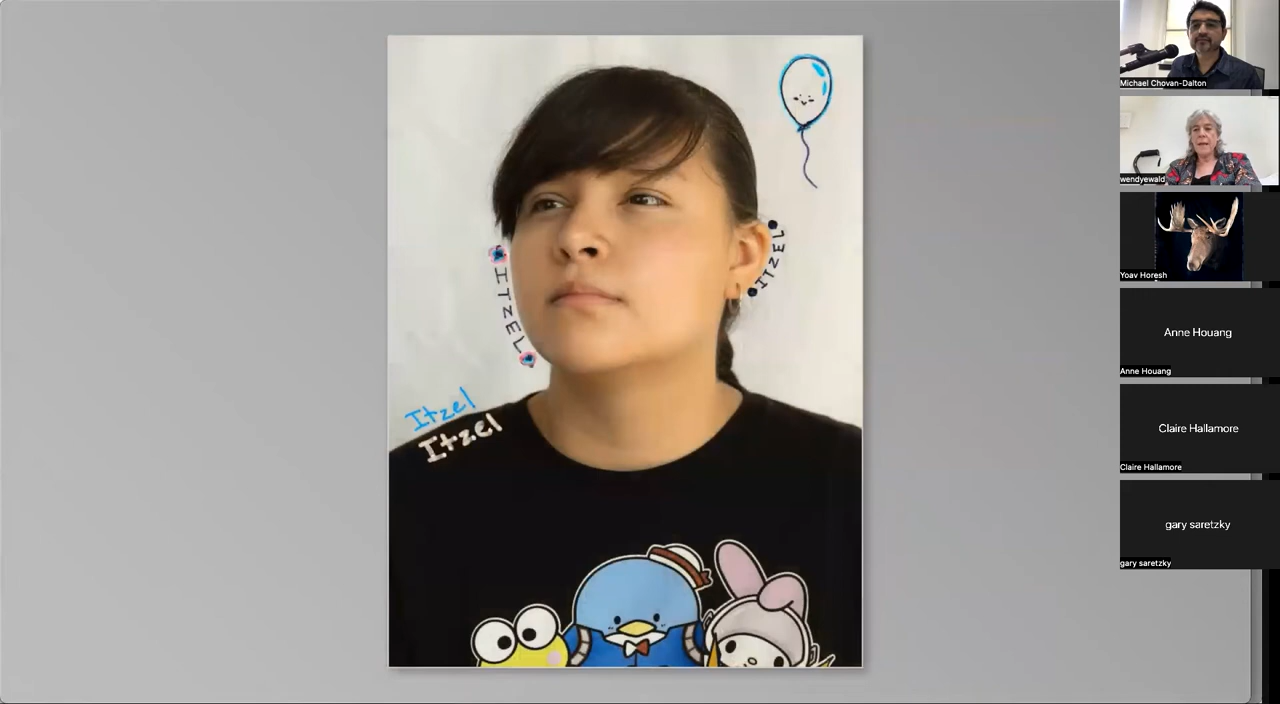 ITZEL
ITZEL
Itzel
Itzel
Michael Chovan-Dalton
wendyewald
Yoav Horesh
Anne Houang
Anne Houang
Claire Hallamore
Claire Hallamore
gary saretzky
gary saretzky